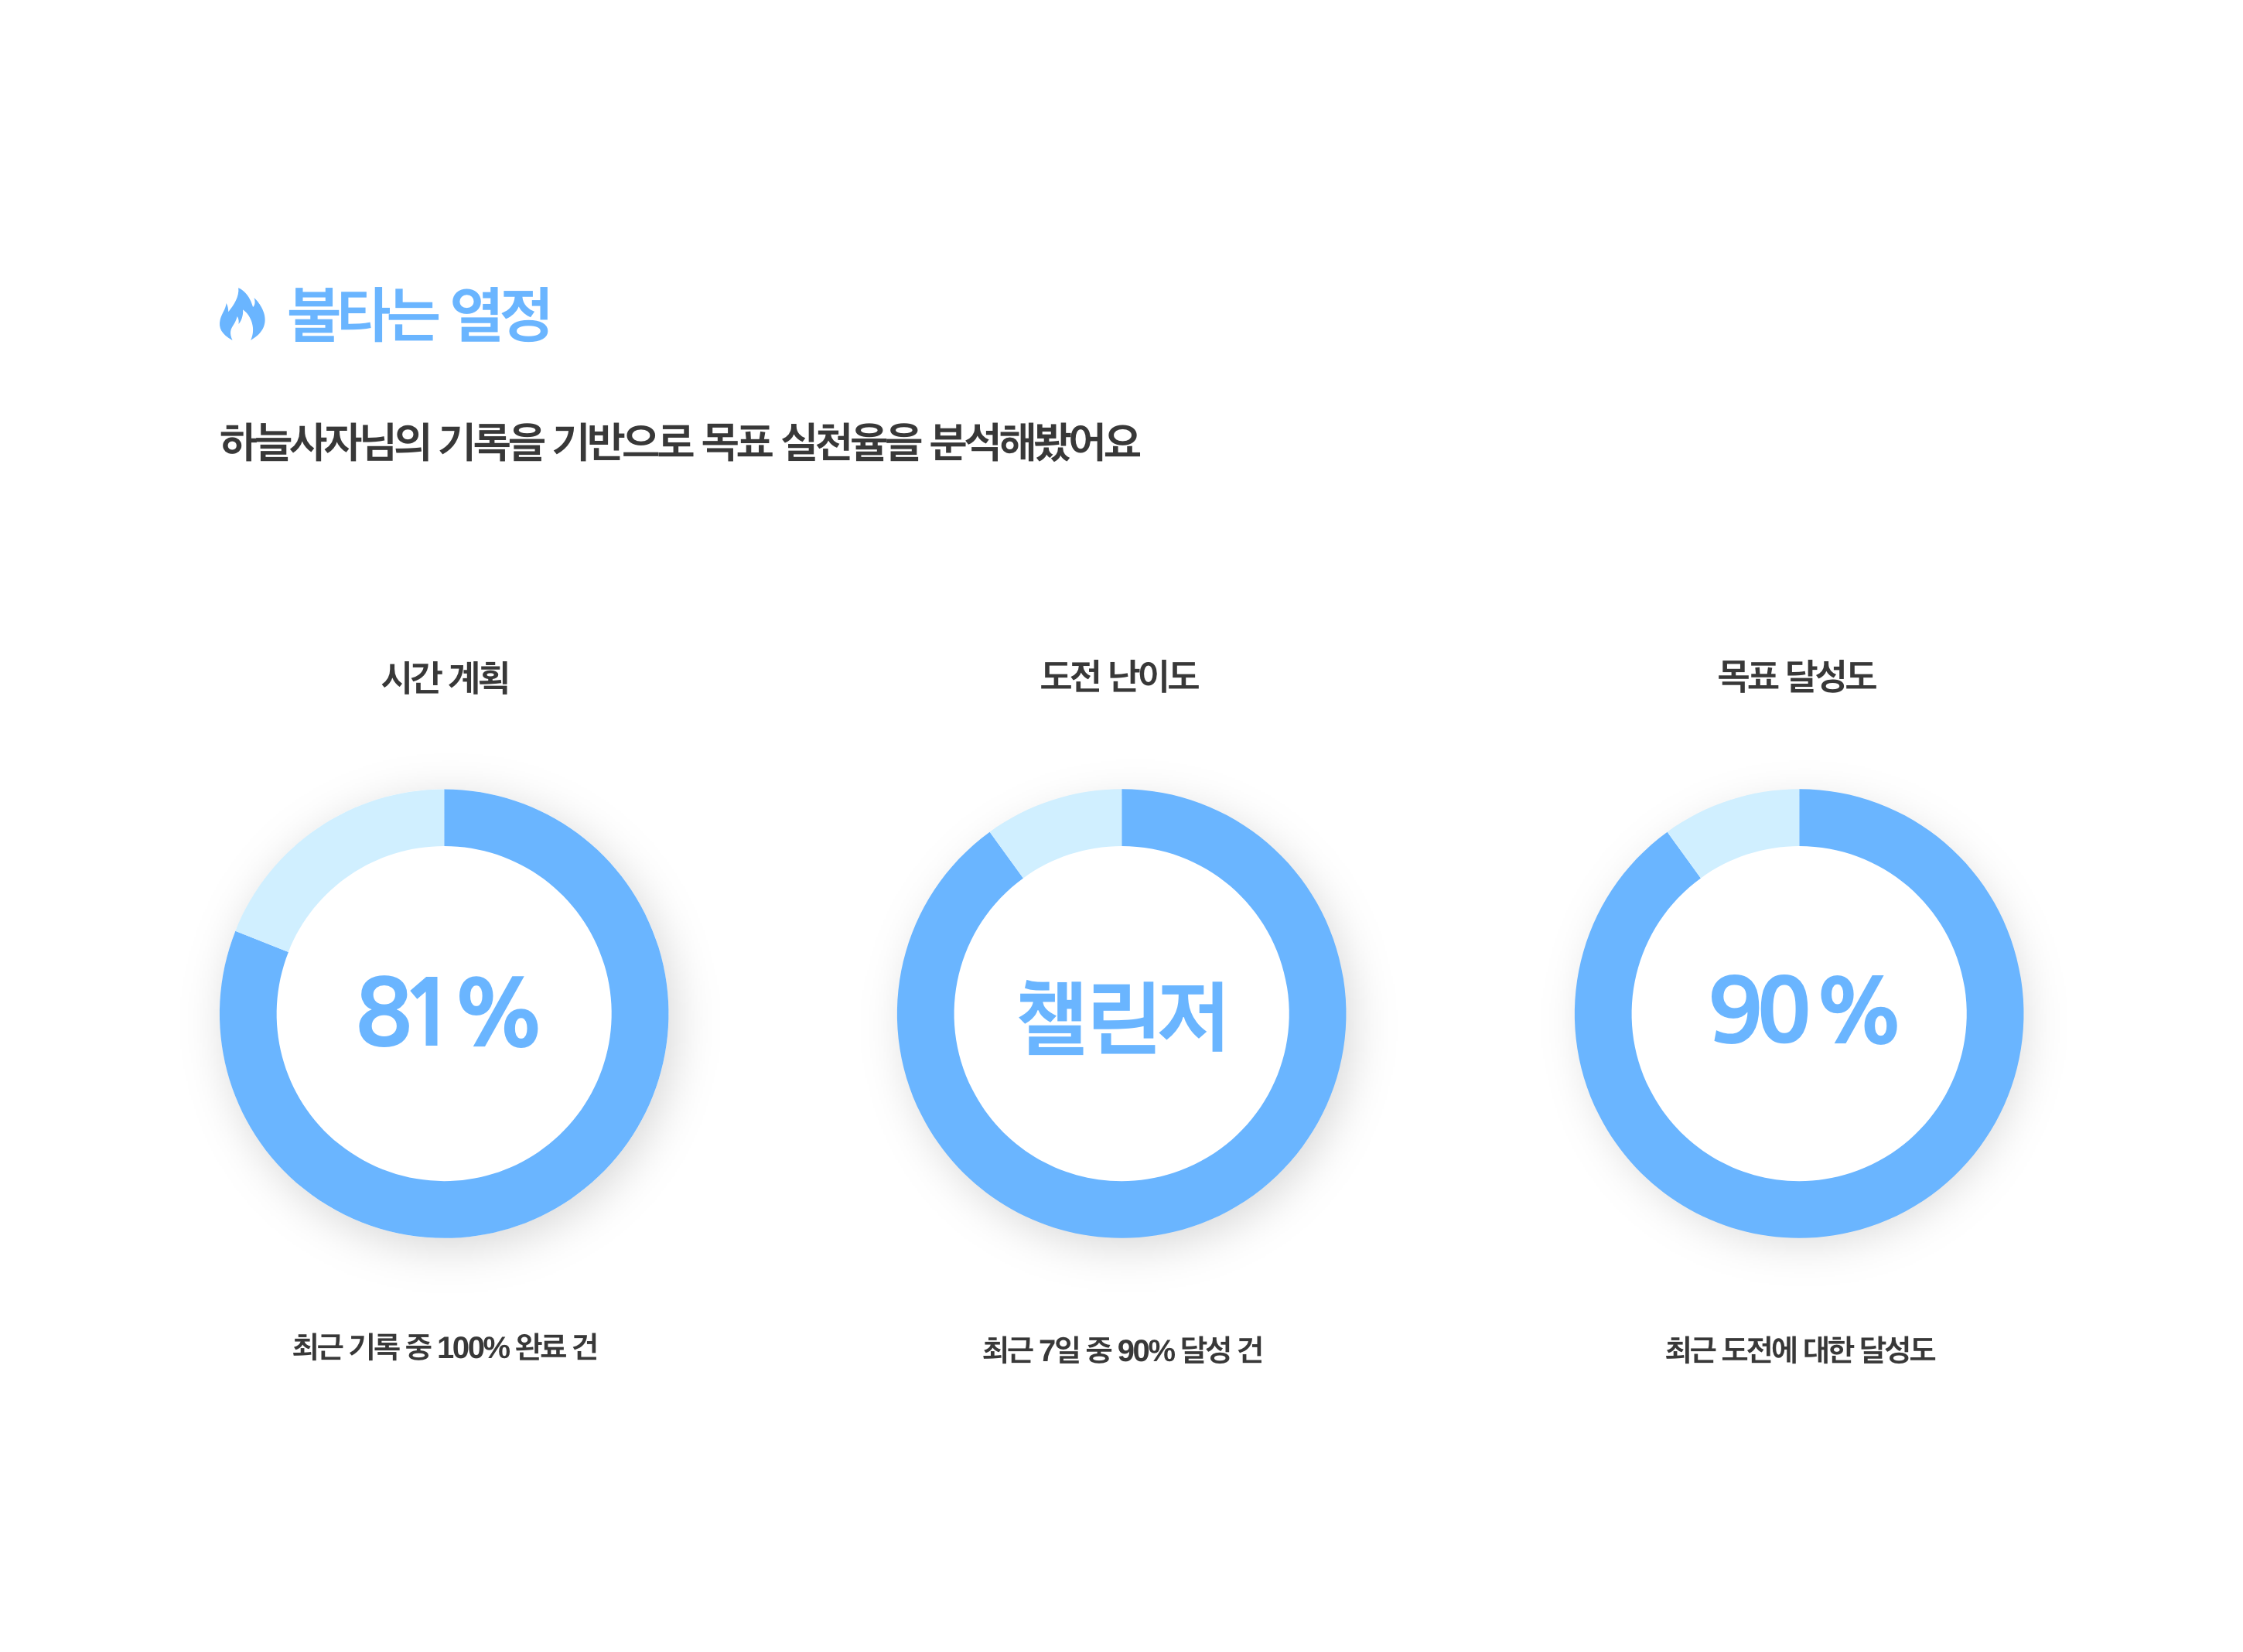 불타는 열정
하늘사자님의 기록을 기반으로 목표 실천율을 분석해봤어요
시간 계획
도전 난이도
목표 달성도
81%
챌린저
90%
최근 기록 중 100% 완료 건
최근 7일 중 90% 달성 건
최근 도전에 대한 달성도